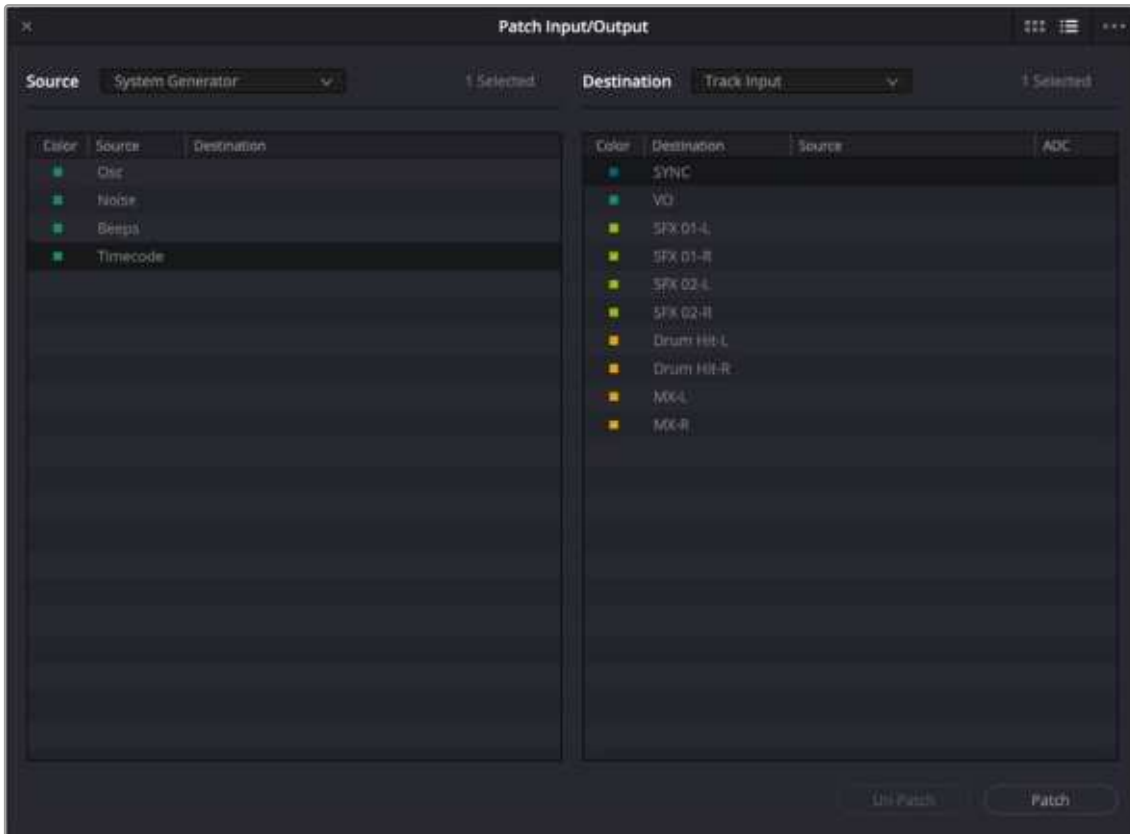 Patch Input/Output
Source System Generator 1 Selected
Destination Track Input 1 Selected
Color Source Destination
Osc
Noise
Beeps
Timecode
Color Destination Source ADC
SYNC
VO
SFX 01-L
SFX 01-R
SFX 02-L
SFX 02-R
Drum Hit-L
Drum Hit-R
MX-L
MX-R
Un-Patch Patch